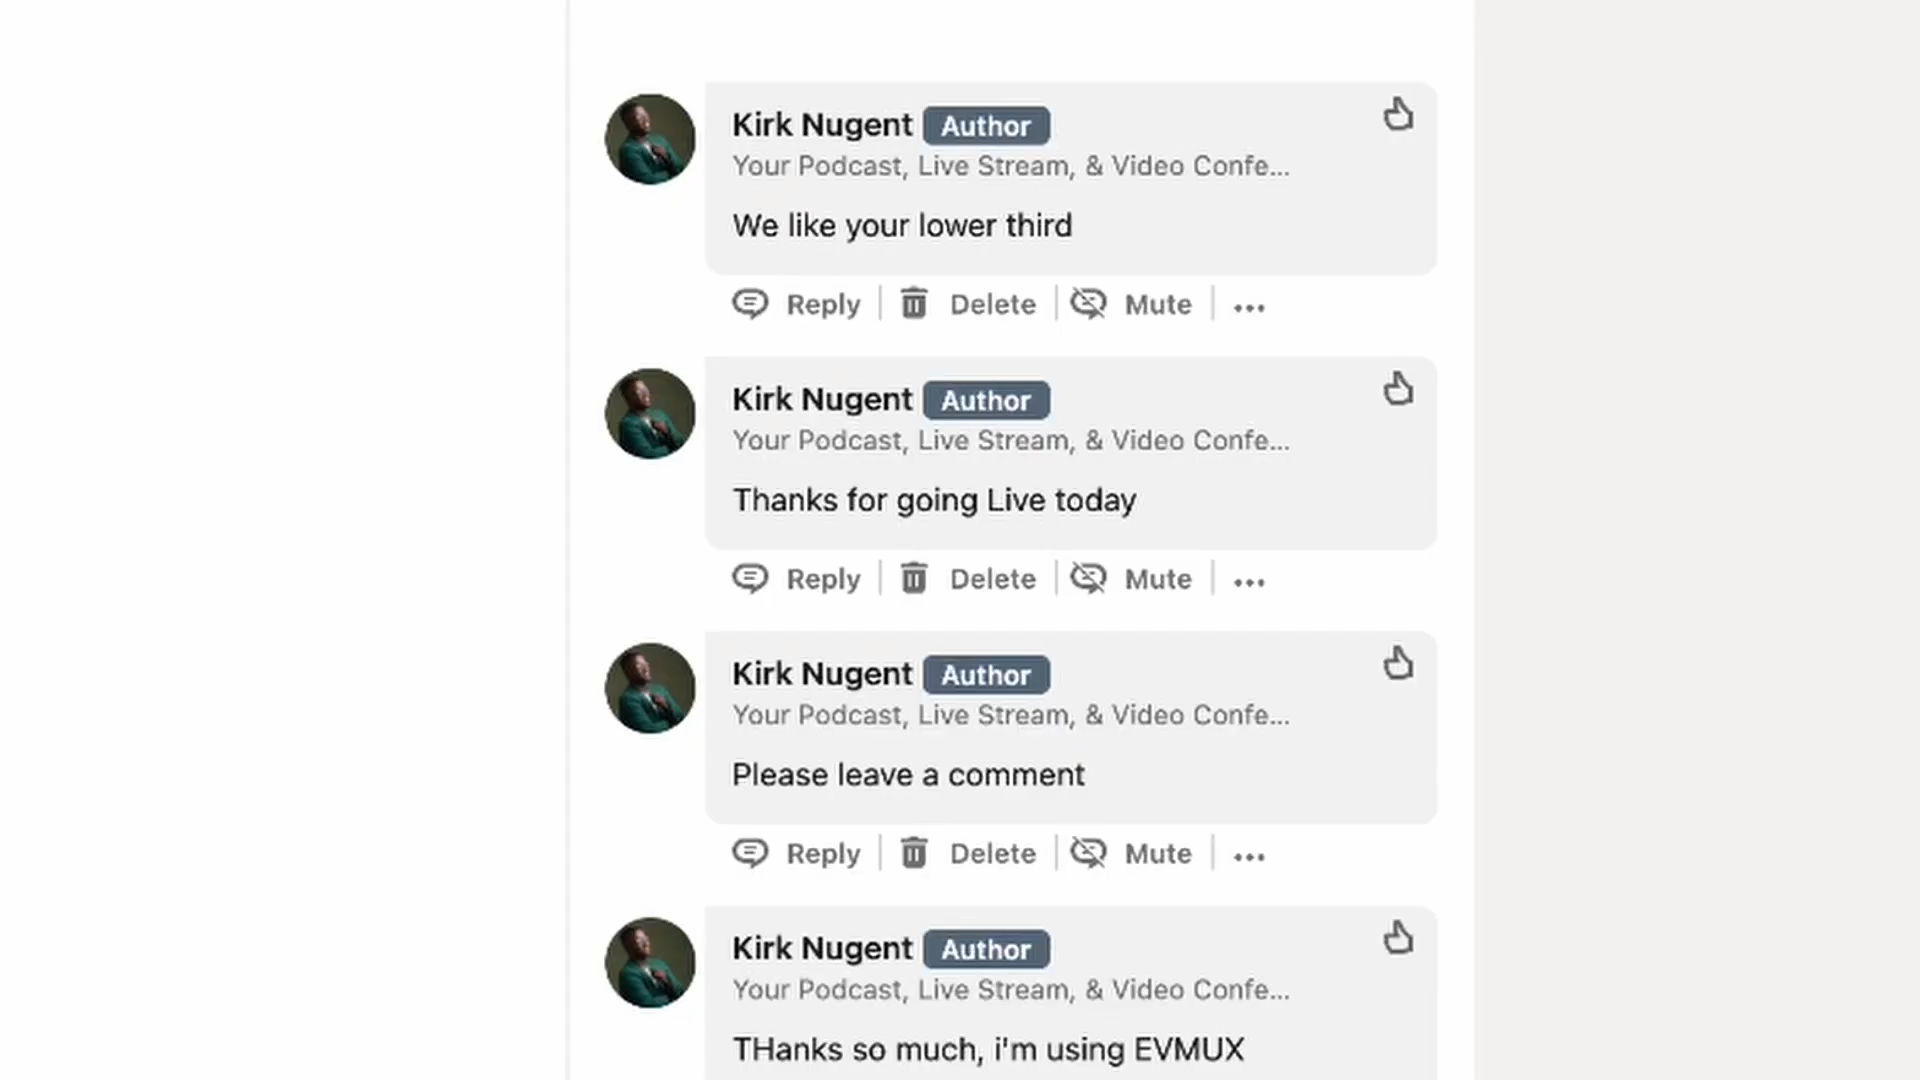 Kirk Nugent Author
Your Podcast, Live Stream, & Video Confe...
We like your lower third
Reply Delete Mute ...
Kirk Nugent Author
Your Podcast, Live Stream, & Video Confe...
Thanks for going Live today
Reply Delete Mute ...
Kirk Nugent Author
Your Podcast, Live Stream, & Video Confe...
Please leave a comment
Reply Delete Mute ...
Kirk Nugent Author
Your Podcast, Live Stream, & Video Confe...
THanks so much, i'm using EVMUX